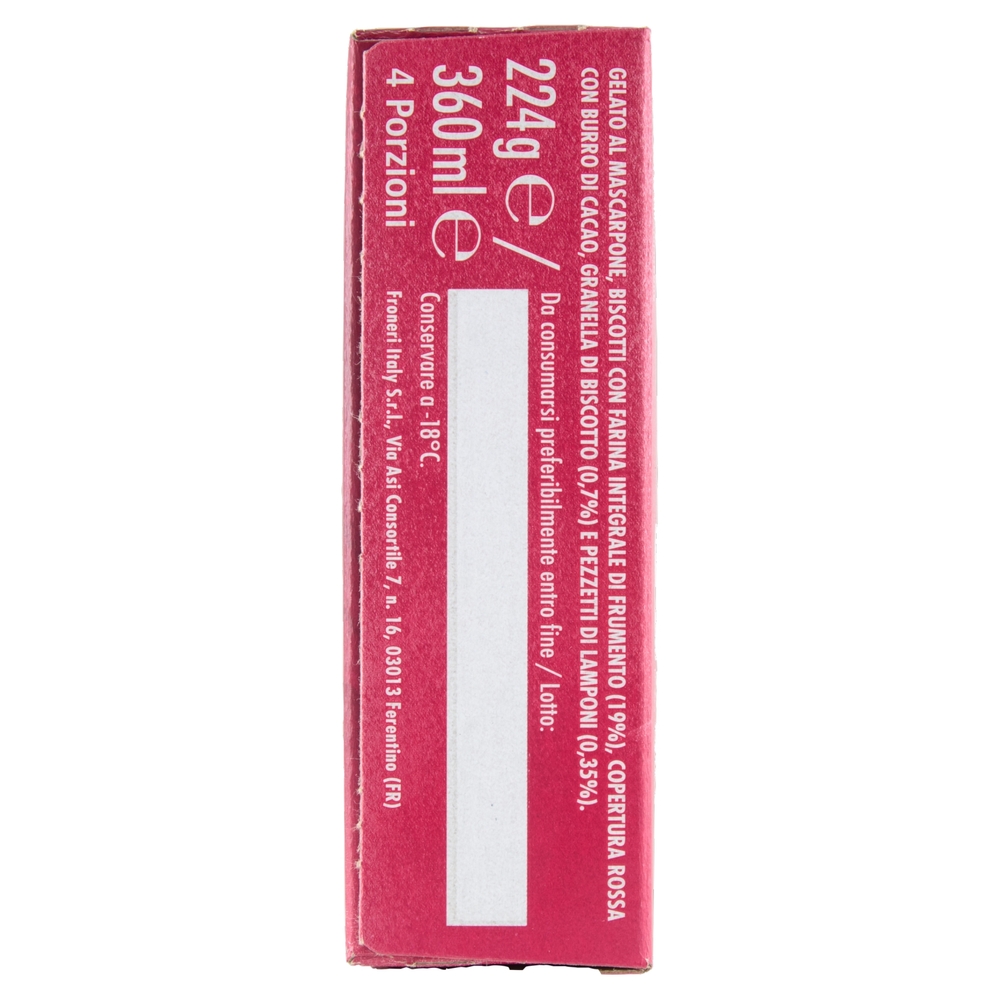 GELATO AL MASCARPONE, BISCOTTI CON FARINA INTEGRALE DI FRUMENTO (19%), COPERTURA ROSSA
CON BURRO DI CACAO, GRANELLA DI BISCOTTO (0,7%) E PEZZETTI DI LAMPONI (0,35%).
224g e /
360ml e
4 Porzioni
Da consumarsi preferibilmente entro fine / Lotto:
Conservare a -18°C.
Froneri Italy S.r.l., Via Asi Consortile 7, n. 16, 03013 Ferentino (FR)